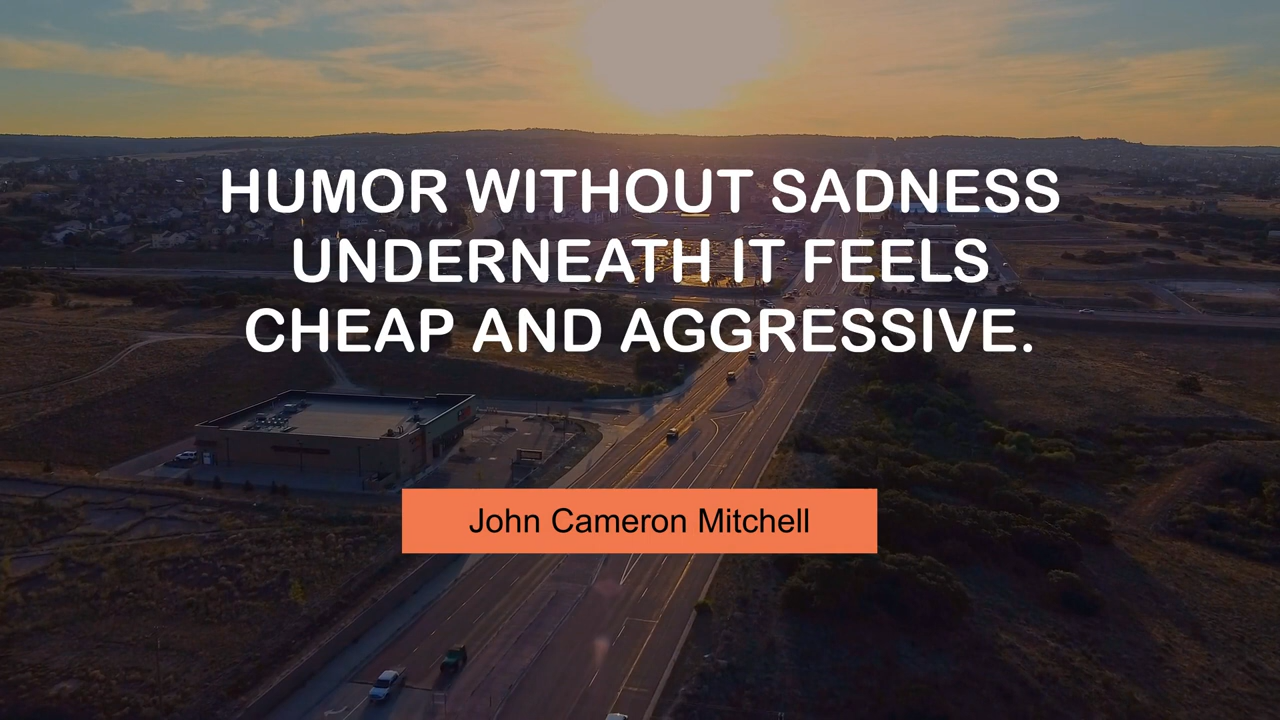 HUMOR WITHOUT SADNESS
UNDERNEATH IT FEELS
CHEAP AND AGGRESSIVE.
John Cameron Mitchell